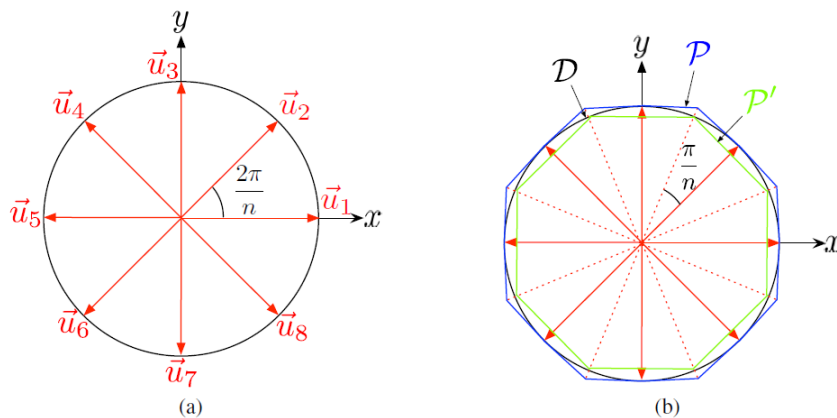 y
u⃗₃
u⃗₄
u⃗₂
2π
n
u⃗₁
x
u⃗₅
u⃗₆
u⃗₈
u⃗₇
(a)
y
𝒫
𝒟
𝒫′
π
n
x
(b)